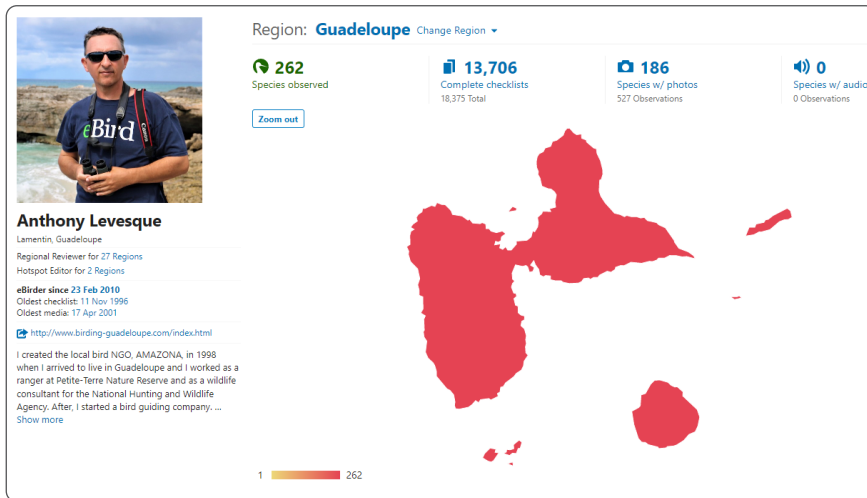 eBird
Canon
Anthony Levesque
Lamentin, Guadeloupe
Regional Reviewer for 27 Regions
Hotspot Editor for 2 Regions
eBirder since 23 Feb 2010
Oldest checklist: 11 Nov 1996
Oldest media: 17 Apr 2001
http://www.birding-guadeloupe.com/index.html
I created the local bird NGO, AMAZONA, in 1998
when I arrived to live in Guadeloupe and I worked as a
ranger at Petite-Terre Nature Reserve and as a wildlife
consultant for the National Hunting and Wildlife
Agency. After, I started a bird guiding company. ...
Show more
Region: Guadeloupe Change Region
262
Species observed
13,706
Complete checklists
18,375 Total
186
Species w/ photos
527 Observations
0
Species w/ audio
0 Observations
Zoom out
1 262